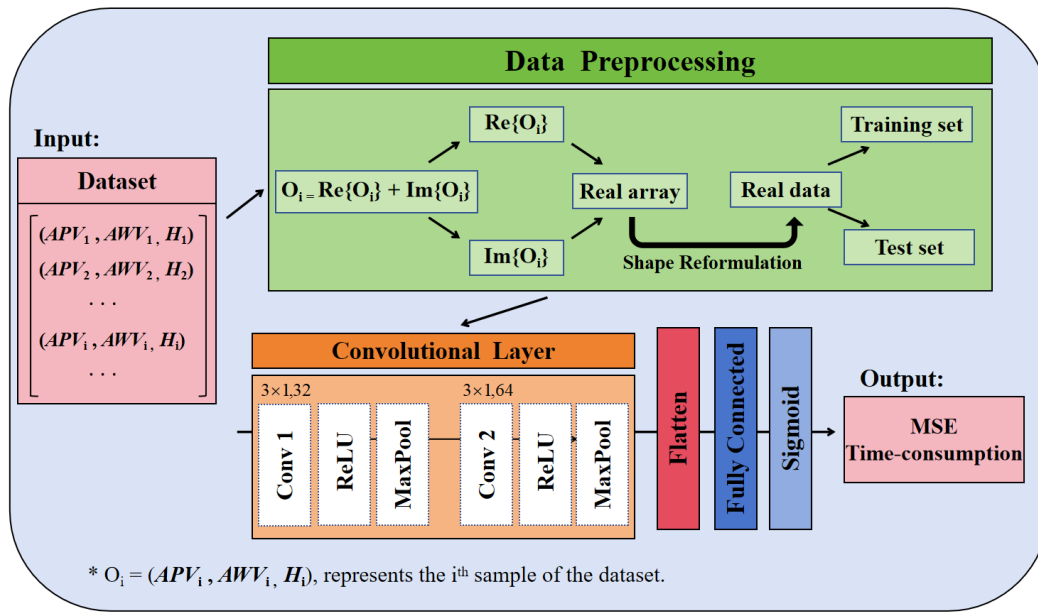 Data Preprocessing
Input:
Dataset
(APV₁ , AWV₁, H₁)
(APV₂ , AWV₂, H₂)
. . .
(APVᵢ , AWVᵢ, Hᵢ)
. . .
Oᵢ = Re{Oᵢ} + Im{Oᵢ}
Re{Oᵢ}
Im{Oᵢ}
Real array
Shape Reformulation
Real data
Training set
Test set
Convolutional Layer
3×1,32
Conv 1
ReLU
MaxPool
3×1,64
Conv 2
ReLU
MaxPool
Flatten
Fully Connected
Sigmoid
Output:
MSE
Time-consumption
* Oᵢ = (APVᵢ , AWVᵢ, Hᵢ), represents the iᵗʰ sample of the dataset.